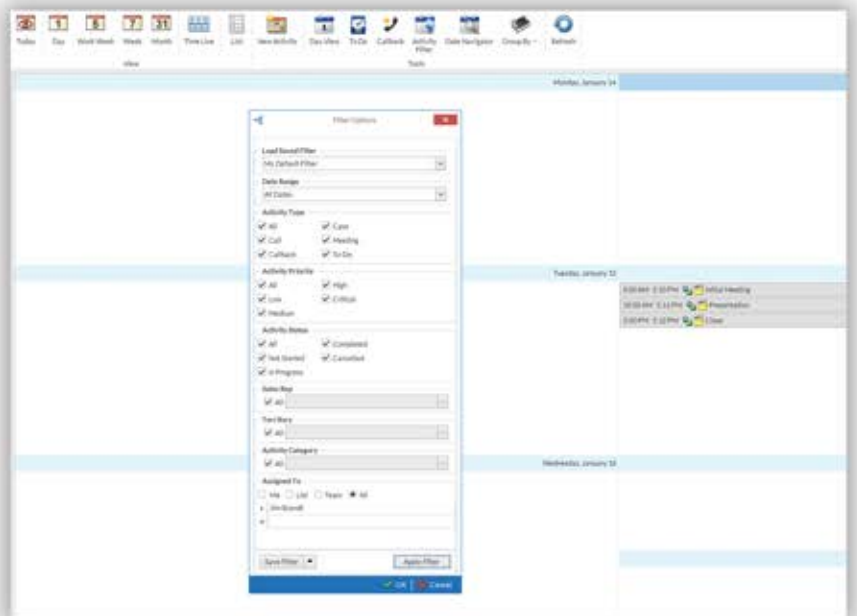 Today Day Work Week Week Month Time Line List New Activity Day View To Do Callback Activity Filter Date Navigator Group By Refresh
View Tools
Monday, January 14
Filter Options
Load Saved Filter
My Default Filter
Date Range
All Dates
Activity Type
All Case
Call Meeting
Callback To Do
Activity Priority
All High
Low Critical
Medium
Activity Status
All Completed
Not Started Cancelled
In Progress
Sales Rep
All
Territory
All
Activity Category
All
Assigned To
Me List Team All
Save Filter Apply Filter
OK Cancel
Tuesday, January 15
Initial Meeting
Presentation
Close
Wednesday, January 16